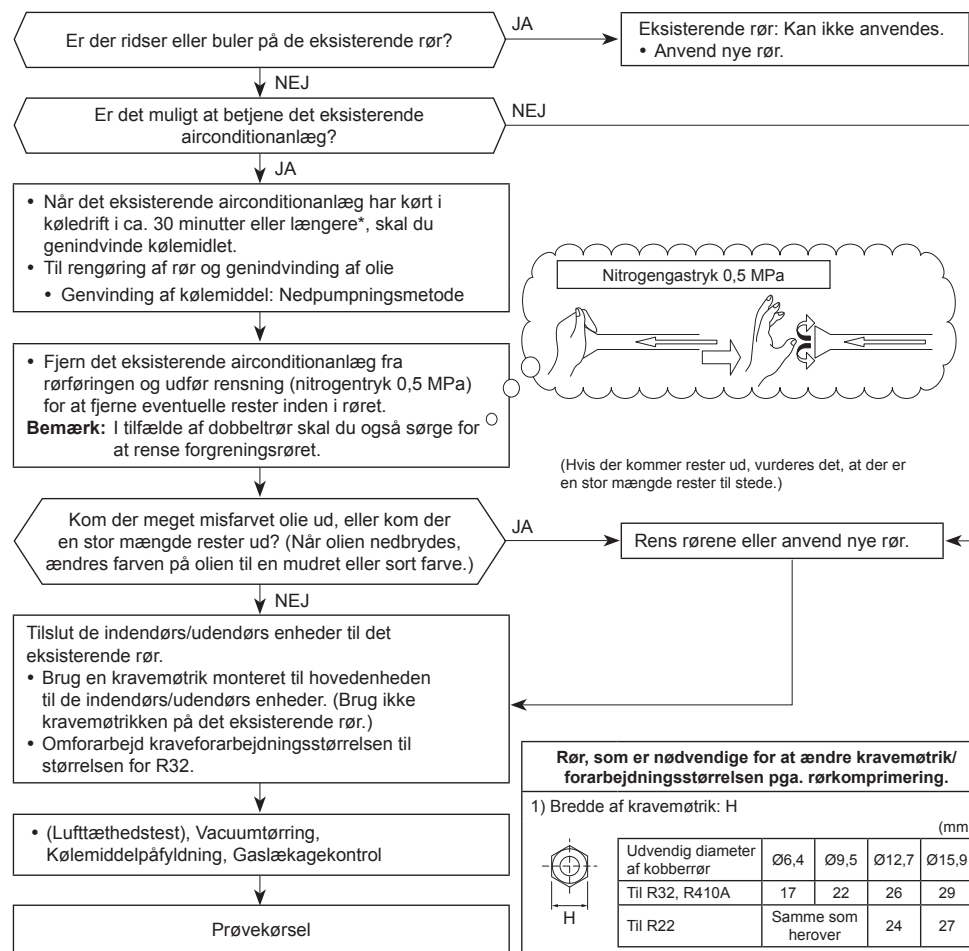 Er der ridser eller buler på de eksisterende rør?
JA
Eksisterende rør: Kan ikke anvendes.
• Anvend nye rør.
NEJ
Er det muligt at betjene det eksisterende
airconditionanlæg?
NEJ
JA
• Når det eksisterende airconditionanlæg har kørt i
køledrift i ca. 30 minutter eller længere*, skal du
genindvinde kølemidlet.
• Til rengøring af rør og genindvinding af olie
• Genvinding af kølemiddel: Nedpumpningsmetode
Nitrogengastryk 0,5 MPa
• Fjern det eksisterende airconditionanlæg fra
rørføringen og udfør rensning (nitrogentryk 0,5 MPa)
for at fjerne eventuelle rester inden i røret.
Bemærk: I tilfælde af dobbeltrør skal du også sørge for
at rense forgreningsrøret.
(Hvis der kommer rester ud, vurderes det, at der er
en stor mængde rester til stede.)
Kom der meget misfarvet olie ud, eller kom der
en stor mængde rester ud? (Når olien nedbrydes,
ændres farven på olien til en mudret eller sort farve.)
JA
Rens rørene eller anvend nye rør.
NEJ
Tilslut de indendørs/udendørs enheder til det
eksisterende rør.
• Brug en kravemøtrik monteret til hovedenheden
til de indendørs/udendørs enheder. (Brug ikke
kravemøtrikken på det eksisterende rør.)
• Omforarbejd kraveforarbejdningsstørrelsen til
størrelsen for R32.
• (Lufttæthedstest), Vacuumtørring,
Kølemiddelpåfyldning, Gaslækagekontrol
Prøvekørsel
Rør, som er nødvendige for at ændre kravemøtrik/
forarbejdningsstørrelsen pga. rørkomprimering.
1) Bredde af kravemøtrik: H
(mm
H
Udvendig diameter
af kobberrør
Ø6,4 Ø9,5 Ø12,7 Ø15,9
Til R32, R410A 17 22 26 29
Til R22 Samme som
herover
24 27